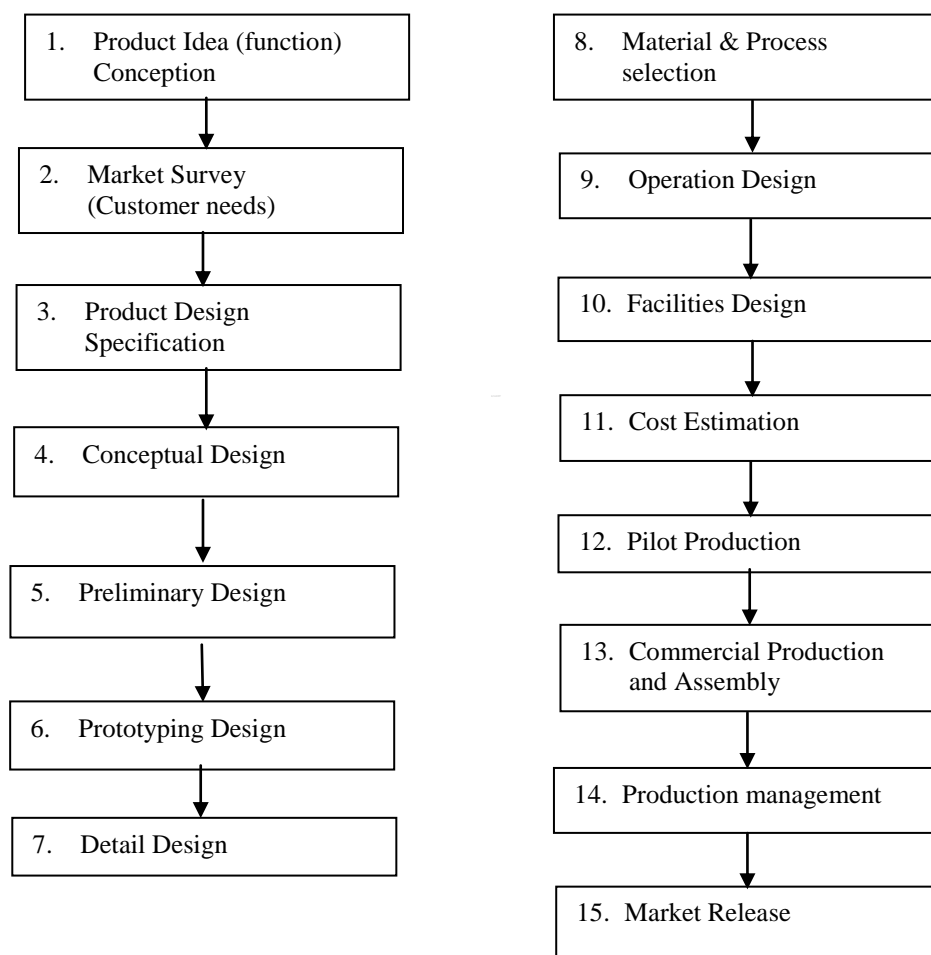 1. Product Idea (function)
Conception
2. Market Survey
(Customer needs)
3. Product Design
Specification
4. Conceptual Design
5. Preliminary Design
6. Prototyping Design
7. Detail Design
8. Material & Process
selection
9. Operation Design
10. Facilities Design
11. Cost Estimation
12. Pilot Production
13. Commercial Production
and Assembly
14. Production management
15. Market Release